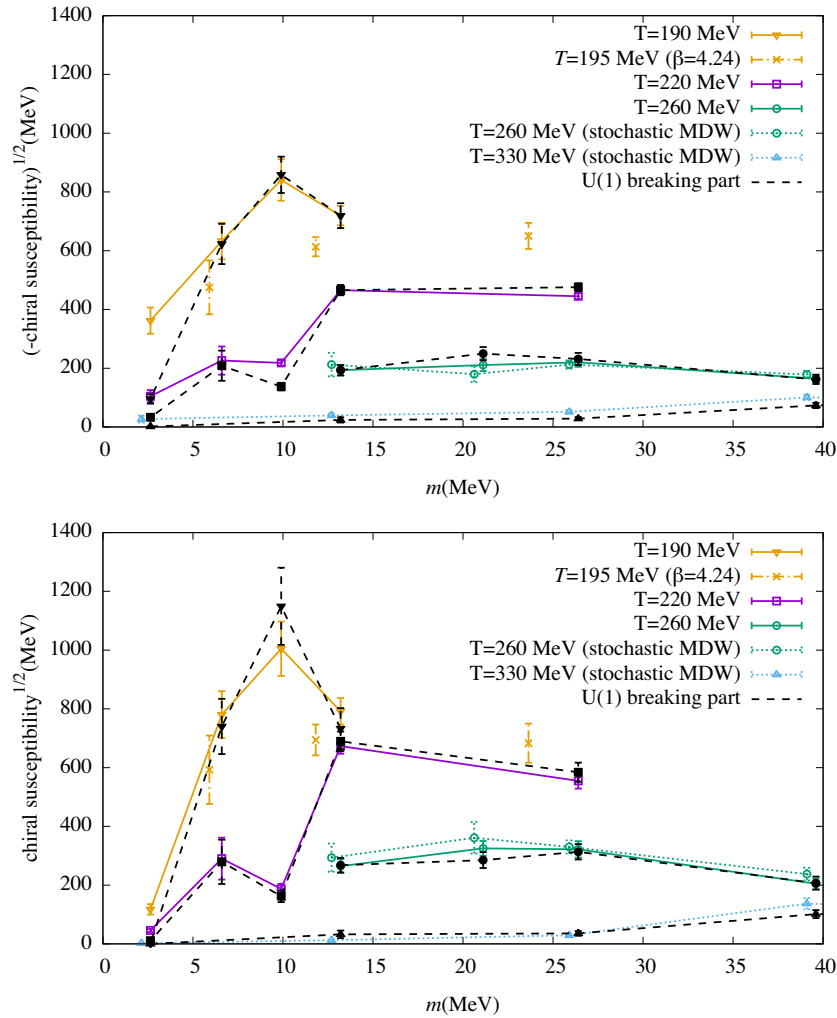 1400
1200
1000
800
600
400
200
0
(-chiral susceptibility)^1/2(MeV)
T=190 MeV
T=195 MeV (β=4.24)
T=220 MeV
T=260 MeV
T=260 MeV (stochastic MDW)
T=330 MeV (stochastic MDW)
U(1) breaking part
0 5 10 15 20 25 30 35 40
m(MeV)
1400
1200
1000
800
600
400
200
0
chiral susceptibility^1/2(MeV)
T=190 MeV
T=195 MeV (β=4.24)
T=220 MeV
T=260 MeV
T=260 MeV (stochastic MDW)
T=330 MeV (stochastic MDW)
U(1) breaking part
0 5 10 15 20 25 30 35 40
m(MeV)